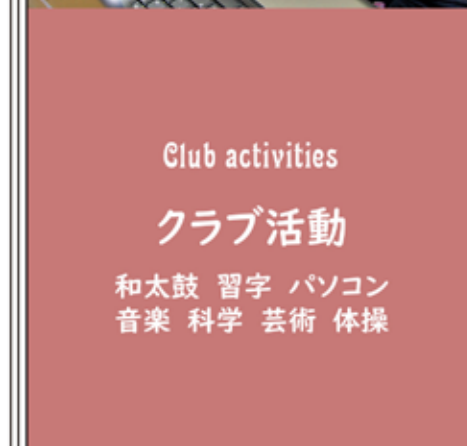 Club activities
クラブ活動
和太鼓 習字 パソコン
音楽 科学 芸術 体操